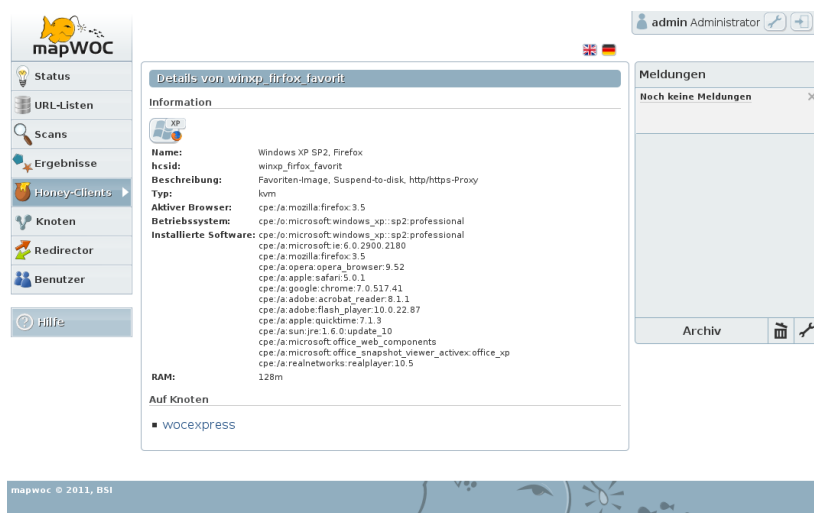 mapWOC
admin Administrator
Status
URL-Listen
Scans
Ergebnisse
Honey-Clients
Knoten
Redirector
Benutzer
Hilfe
Details von winxp_firfox_favorit
Information
XP
Name: Windows XP SP2, Firefox
hcsid: winxp_firfox_favorit
Beschreibung: Favoriten-Image, Suspend-to-disk, http/https-Proxy
Typ: kvm
Aktiver Browser: cpe:/a:mozilla:firefox:3.5
Betriebssystem: cpe:/o:microsoft:windows_xp::sp2:professional
Installierte Software: cpe:/o:microsoft:windows_xp::sp2:professional
cpe:/a:microsoft:ie:6.0.2900.2180
cpe:/a:mozilla:firefox:3.5
cpe:/a:opera:opera_browser:9.52
cpe:/a:apple:safari:5.0.1
cpe:/a:google:chrome:7.0.517.41
cpe:/a:adobe:acrobat_reader:8.1.1
cpe:/a:adobe:flash_player:10.0.22.87
cpe:/a:apple:quicktime:7.1.3
cpe:/a:sun:jre:1.6.0:update_10
cpe:/a:microsoft:office_web_components
cpe:/a:microsoft:office_snapshot_viewer_activex:office_xp
cpe:/a:realnetworks:realplayer:10.5
RAM: 128m
Auf Knoten
wocexpress
Meldungen
Noch keine Meldungen
Archiv
mapwoc © 2011, BSI